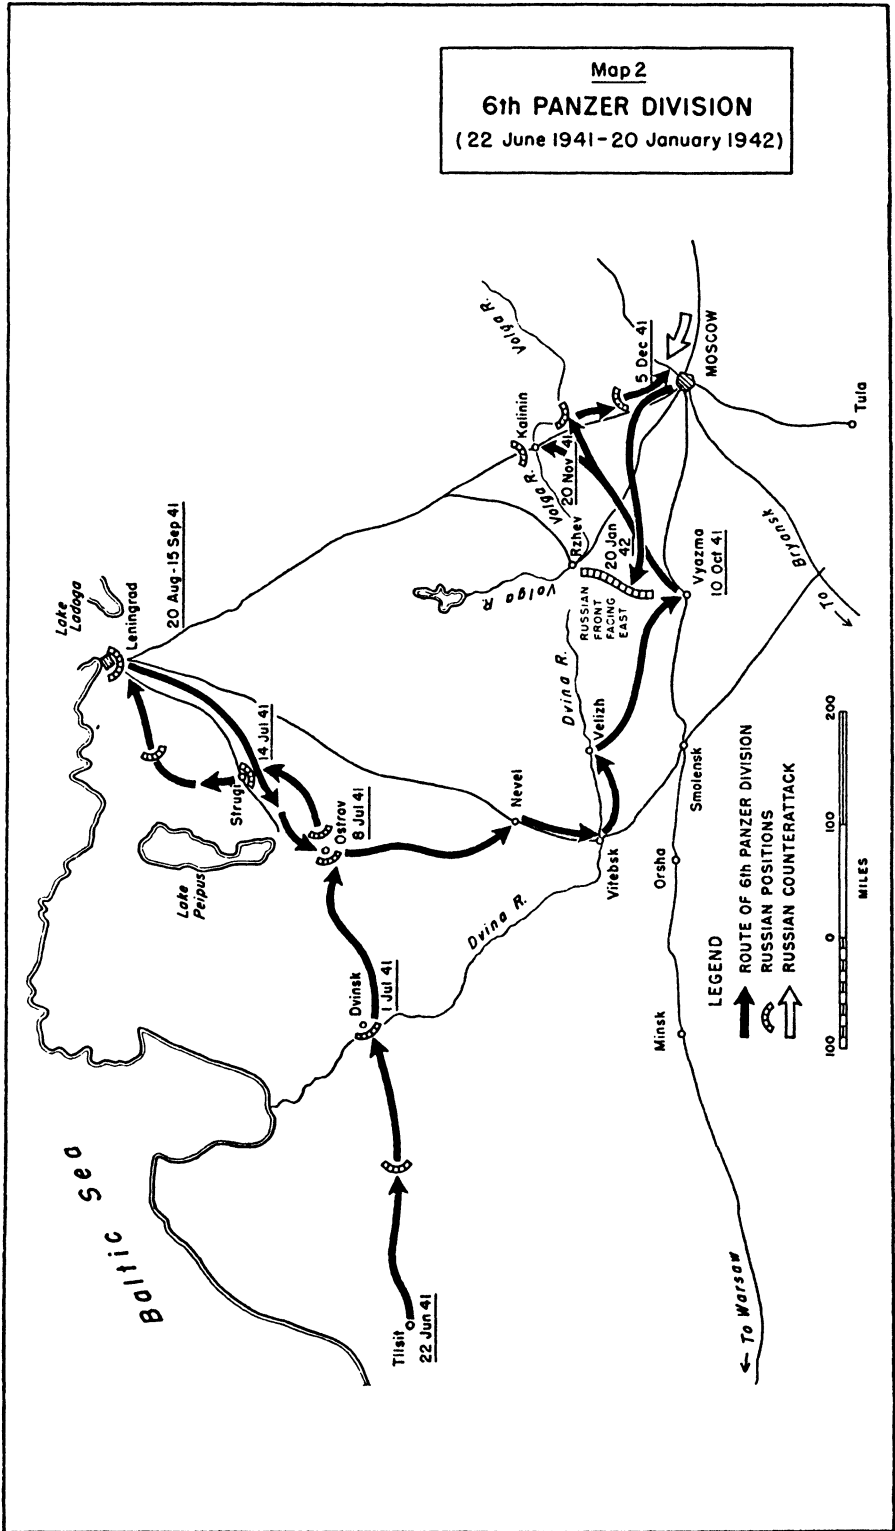 Map 2
6th PANZER DIVISION
(22 June 1941-20 January 1942)
Baltic Sea
Lake
Ladoga
Leningrad
20 Aug-15 Sep 41
Lake
Peipus
Strugi
14 Jul 41
Ostrov
8 Jul 41
Dvinsk
1 Jul 41
Tilsit
22 Jun 41
Dvina R.
Nevel
Vitebsk
Velizh
Dvina R.
Volga R.
Rzhev
Volga R.
Kalinin
20 Nov 41
Volga R.
5 Dec 41
MOSCOW
Tula
20 Jan
42
RUSSIAN
FRONT
FACING
EAST
Vyazma
10 Oct 41
To Bryansk
Smolensk
Orsha
Minsk
To Warsaw
LEGEND
ROUTE OF 6th PANZER DIVISION
RUSSIAN POSITIONS
RUSSIAN COUNTERATTACK
100 0 100 200
MILES